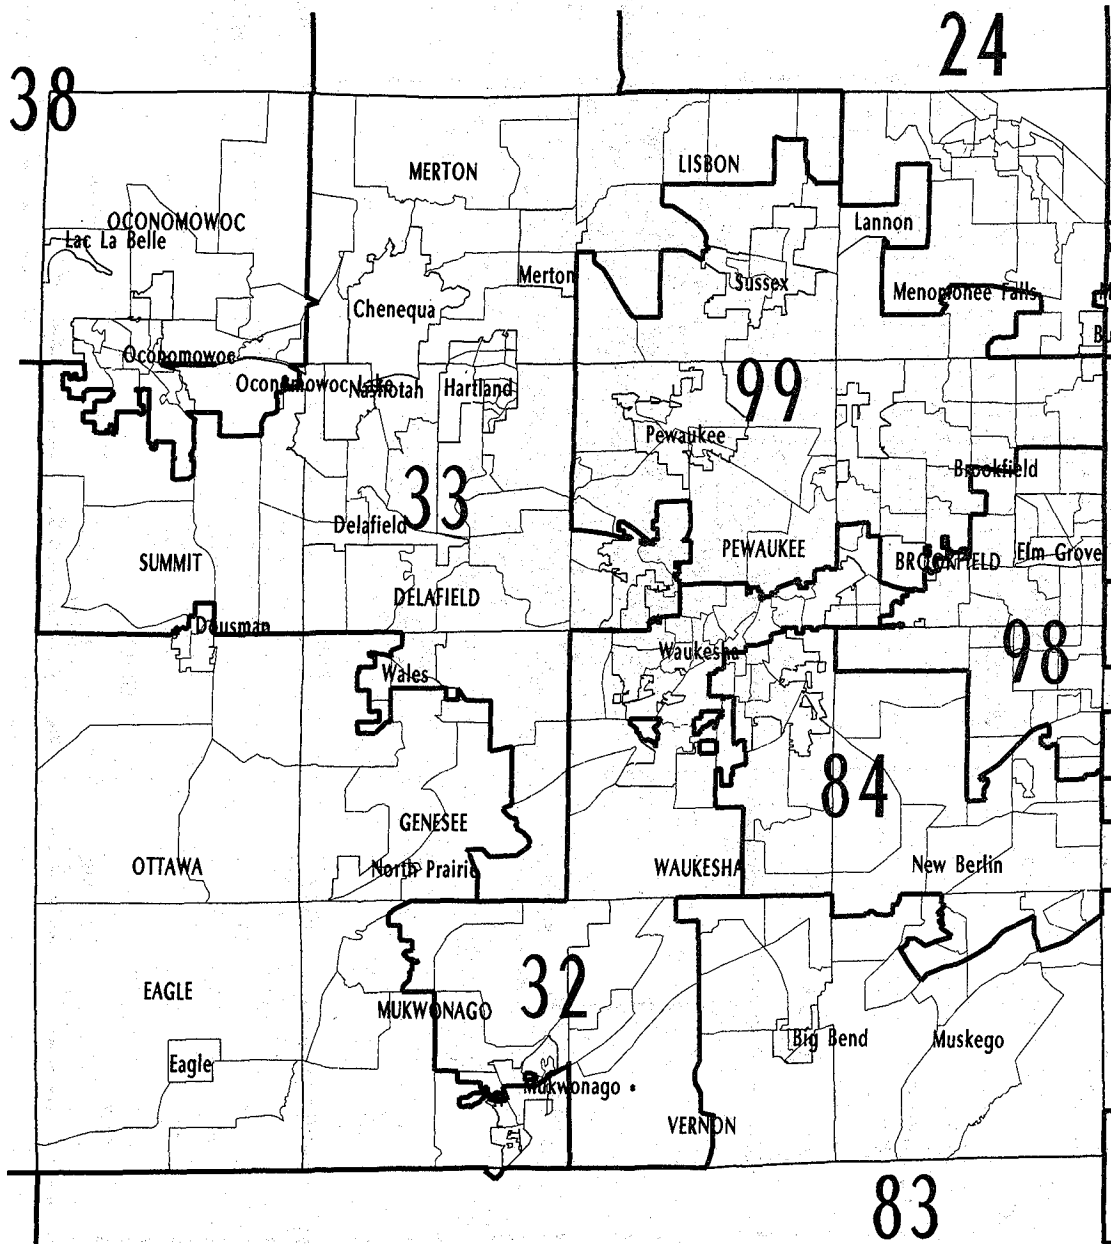 24
38
MERTON
LISBON
OCONOMOWOC
Lac La Belle
Lannon
Merton
Chenequa
Sussex
Menomonee Falls
Oconomowoc
Oconomowoc Lake
Nashotah
Hartland
99
Pewaukee
Brookfield
33
Delafield
SUMMIT
PEWAUKEE
BROOKFIELD
Elm Grove
DELAFIELD
Dousman
Waukesha
98
Wales
84
GENESEE
OTTAWA
North Prairie
WAUKESHA
New Berlin
32
EAGLE
MUKWONAGO
Big Bend
Muskego
Eagle
Mukwonago
VERNON
83